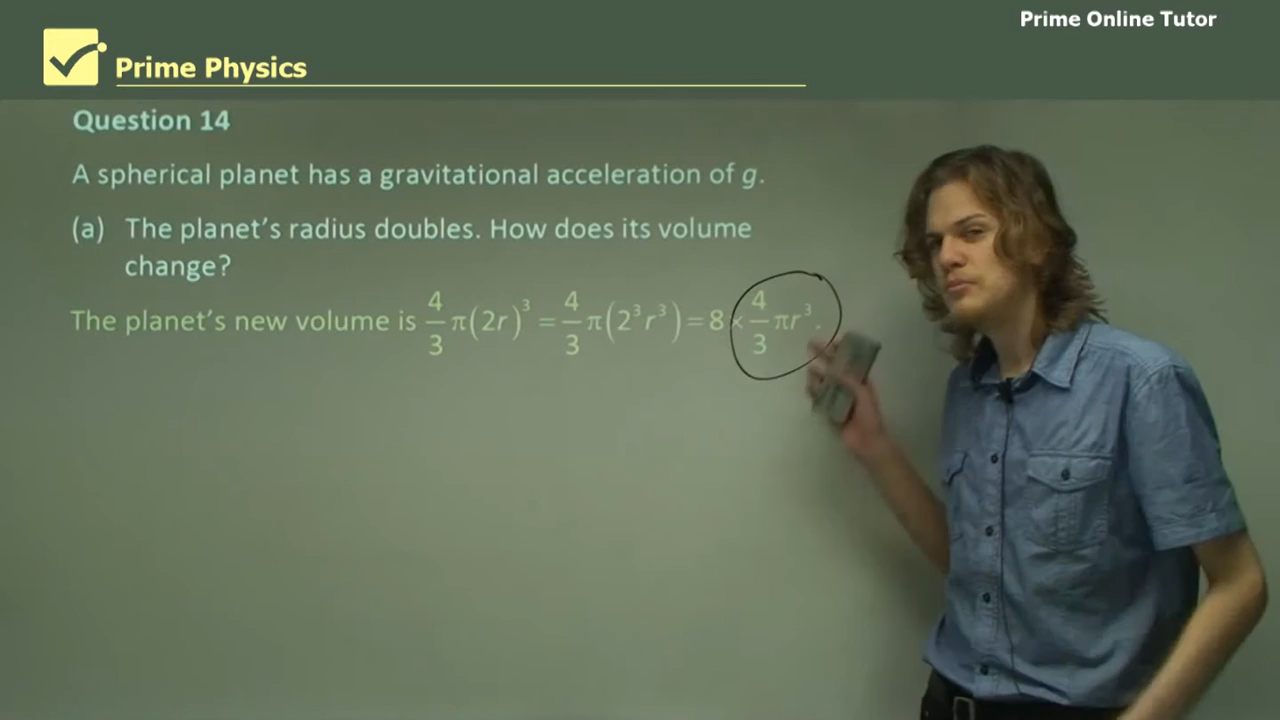 Prime Online Tutor
Prime Physics
Question 14
A spherical planet has a gravitational acceleration of g.
(a) The planet's radius doubles. How does its volume
change?
The planet's new volume is 4/3 π(2r)³ = 4/3 π(2³r³) = 8 × 4/3 πr³.